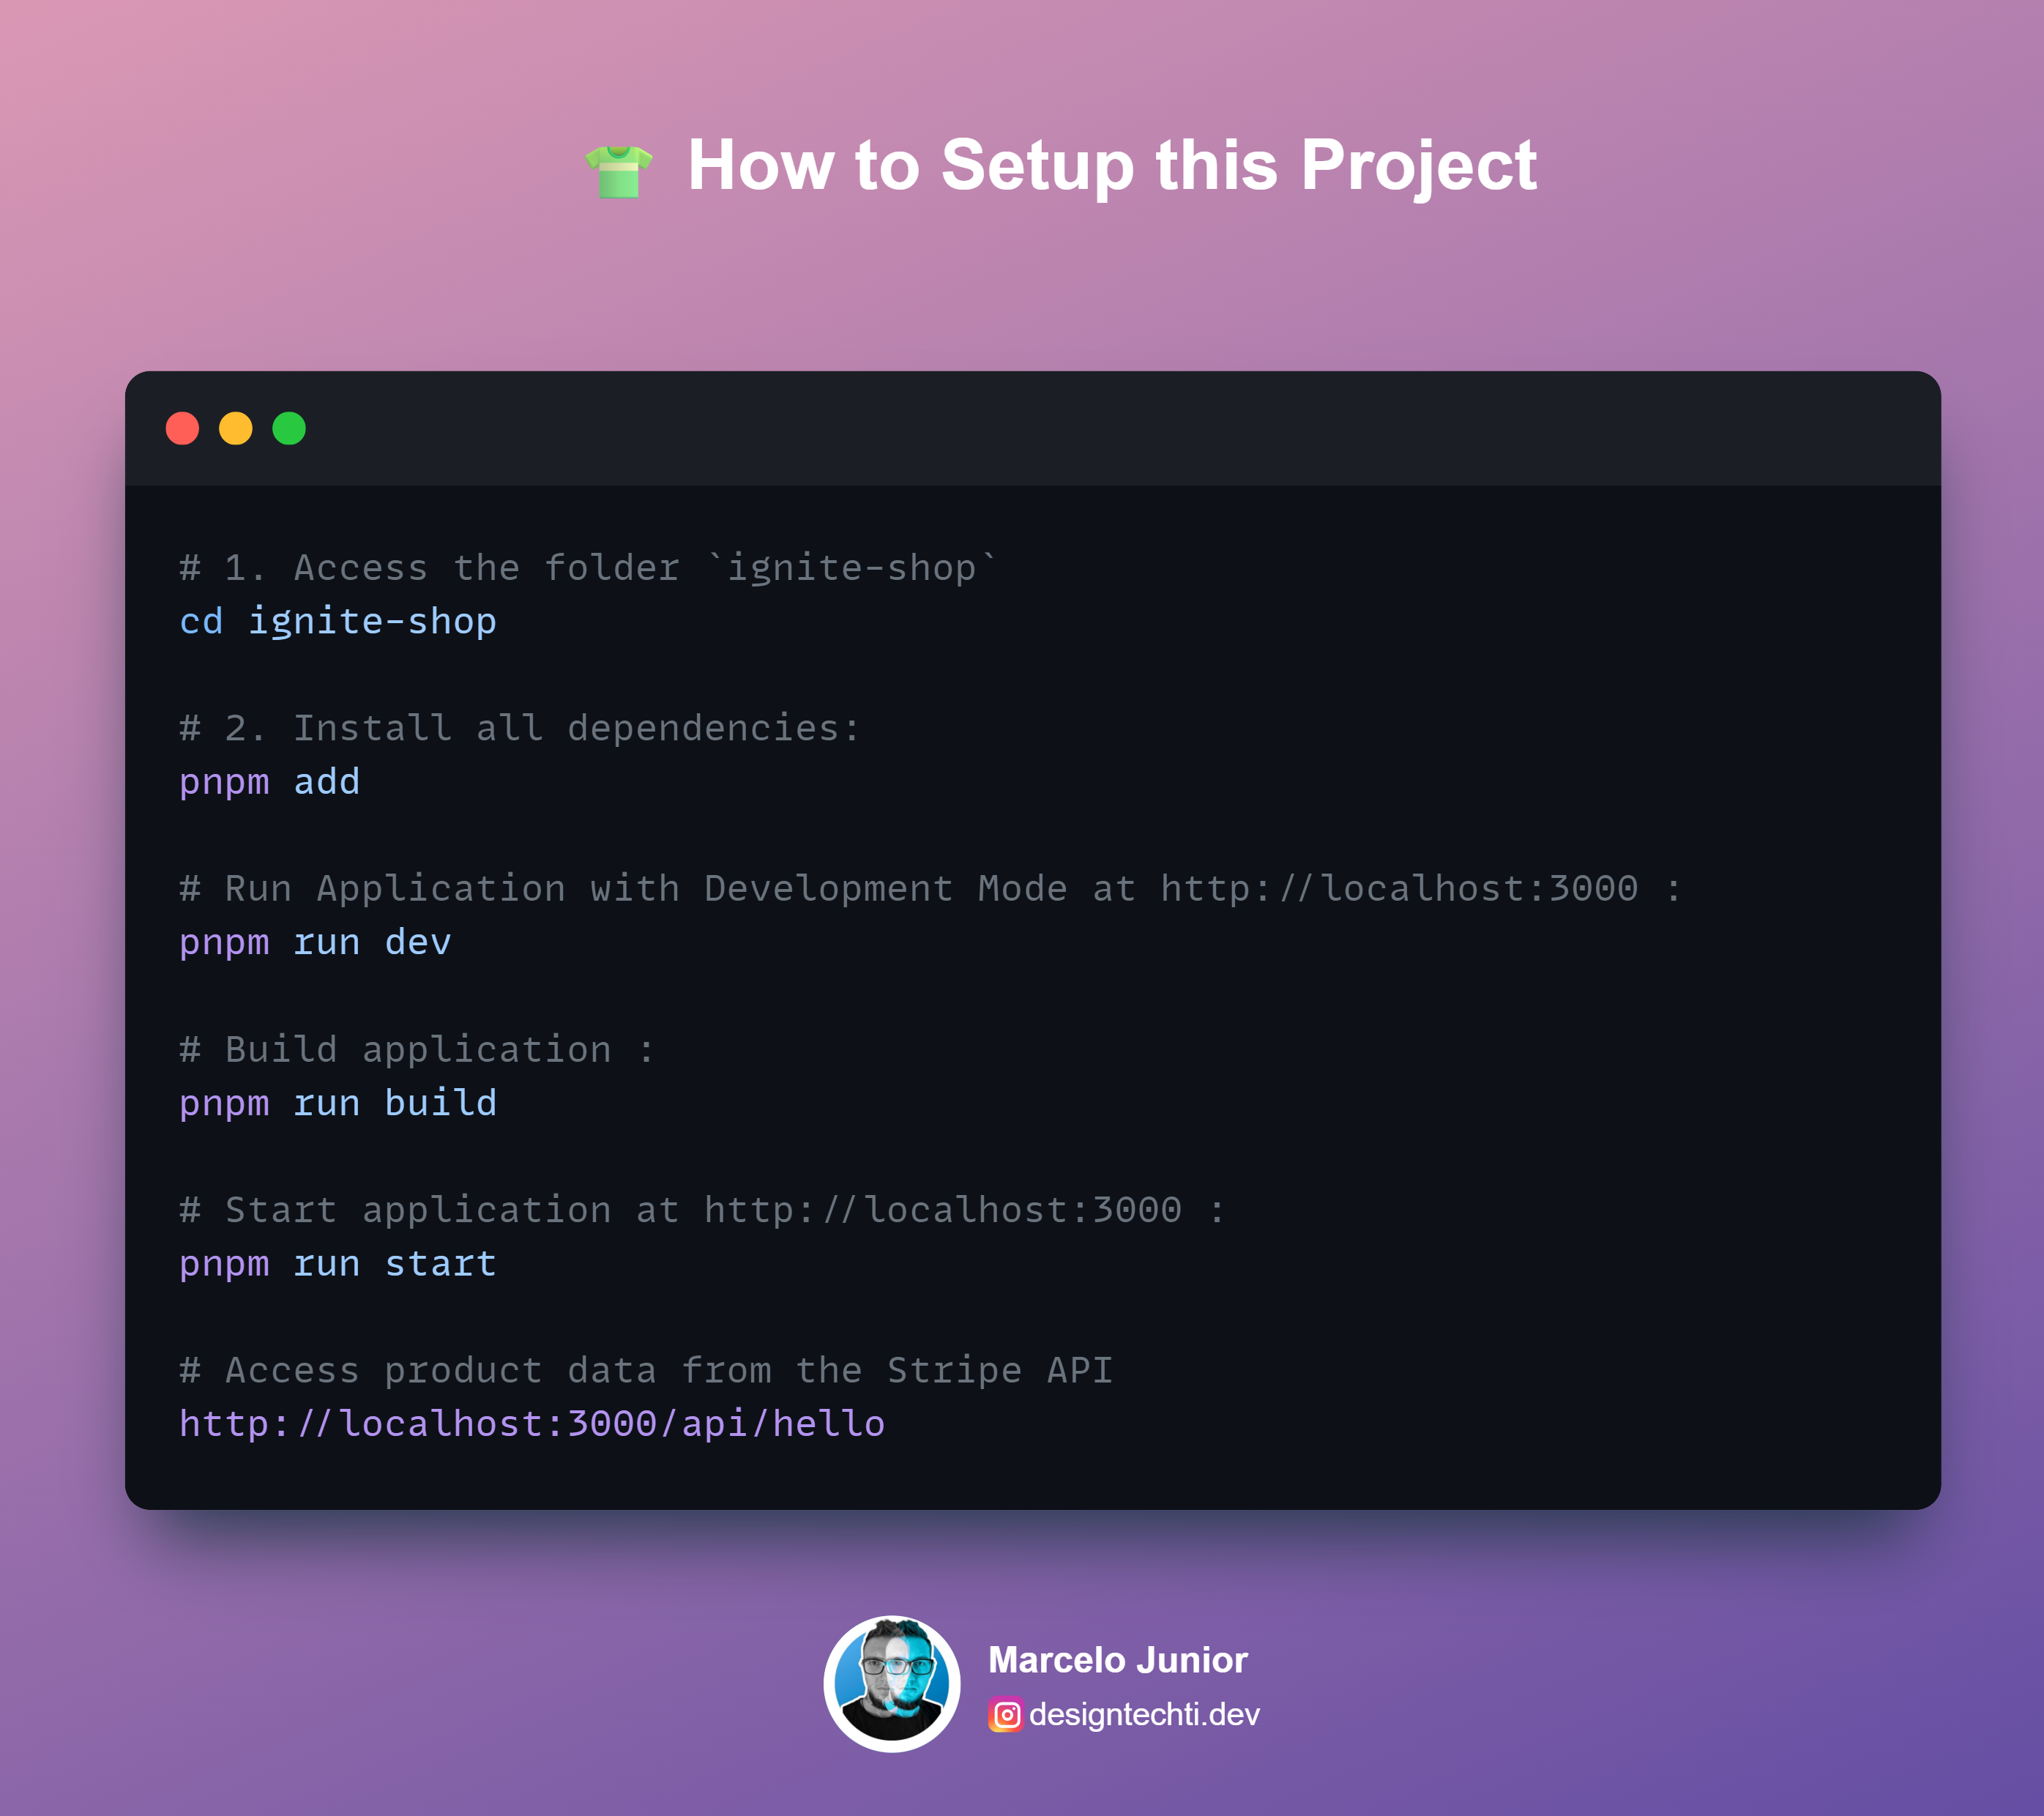 How to Setup this Project
# 1. Access the folder `ignite-shop`
cd ignite-shop
# 2. Install all dependencies:
pnpm add
# Run Application with Development Mode at http://localhost:3000 :
pnpm run dev
# Build application :
pnpm run build
# Start application at http://localhost:3000 :
pnpm run start
# Access product data from the Stripe API
http://localhost:3000/api/hello
Marcelo Junior
designtechti.dev